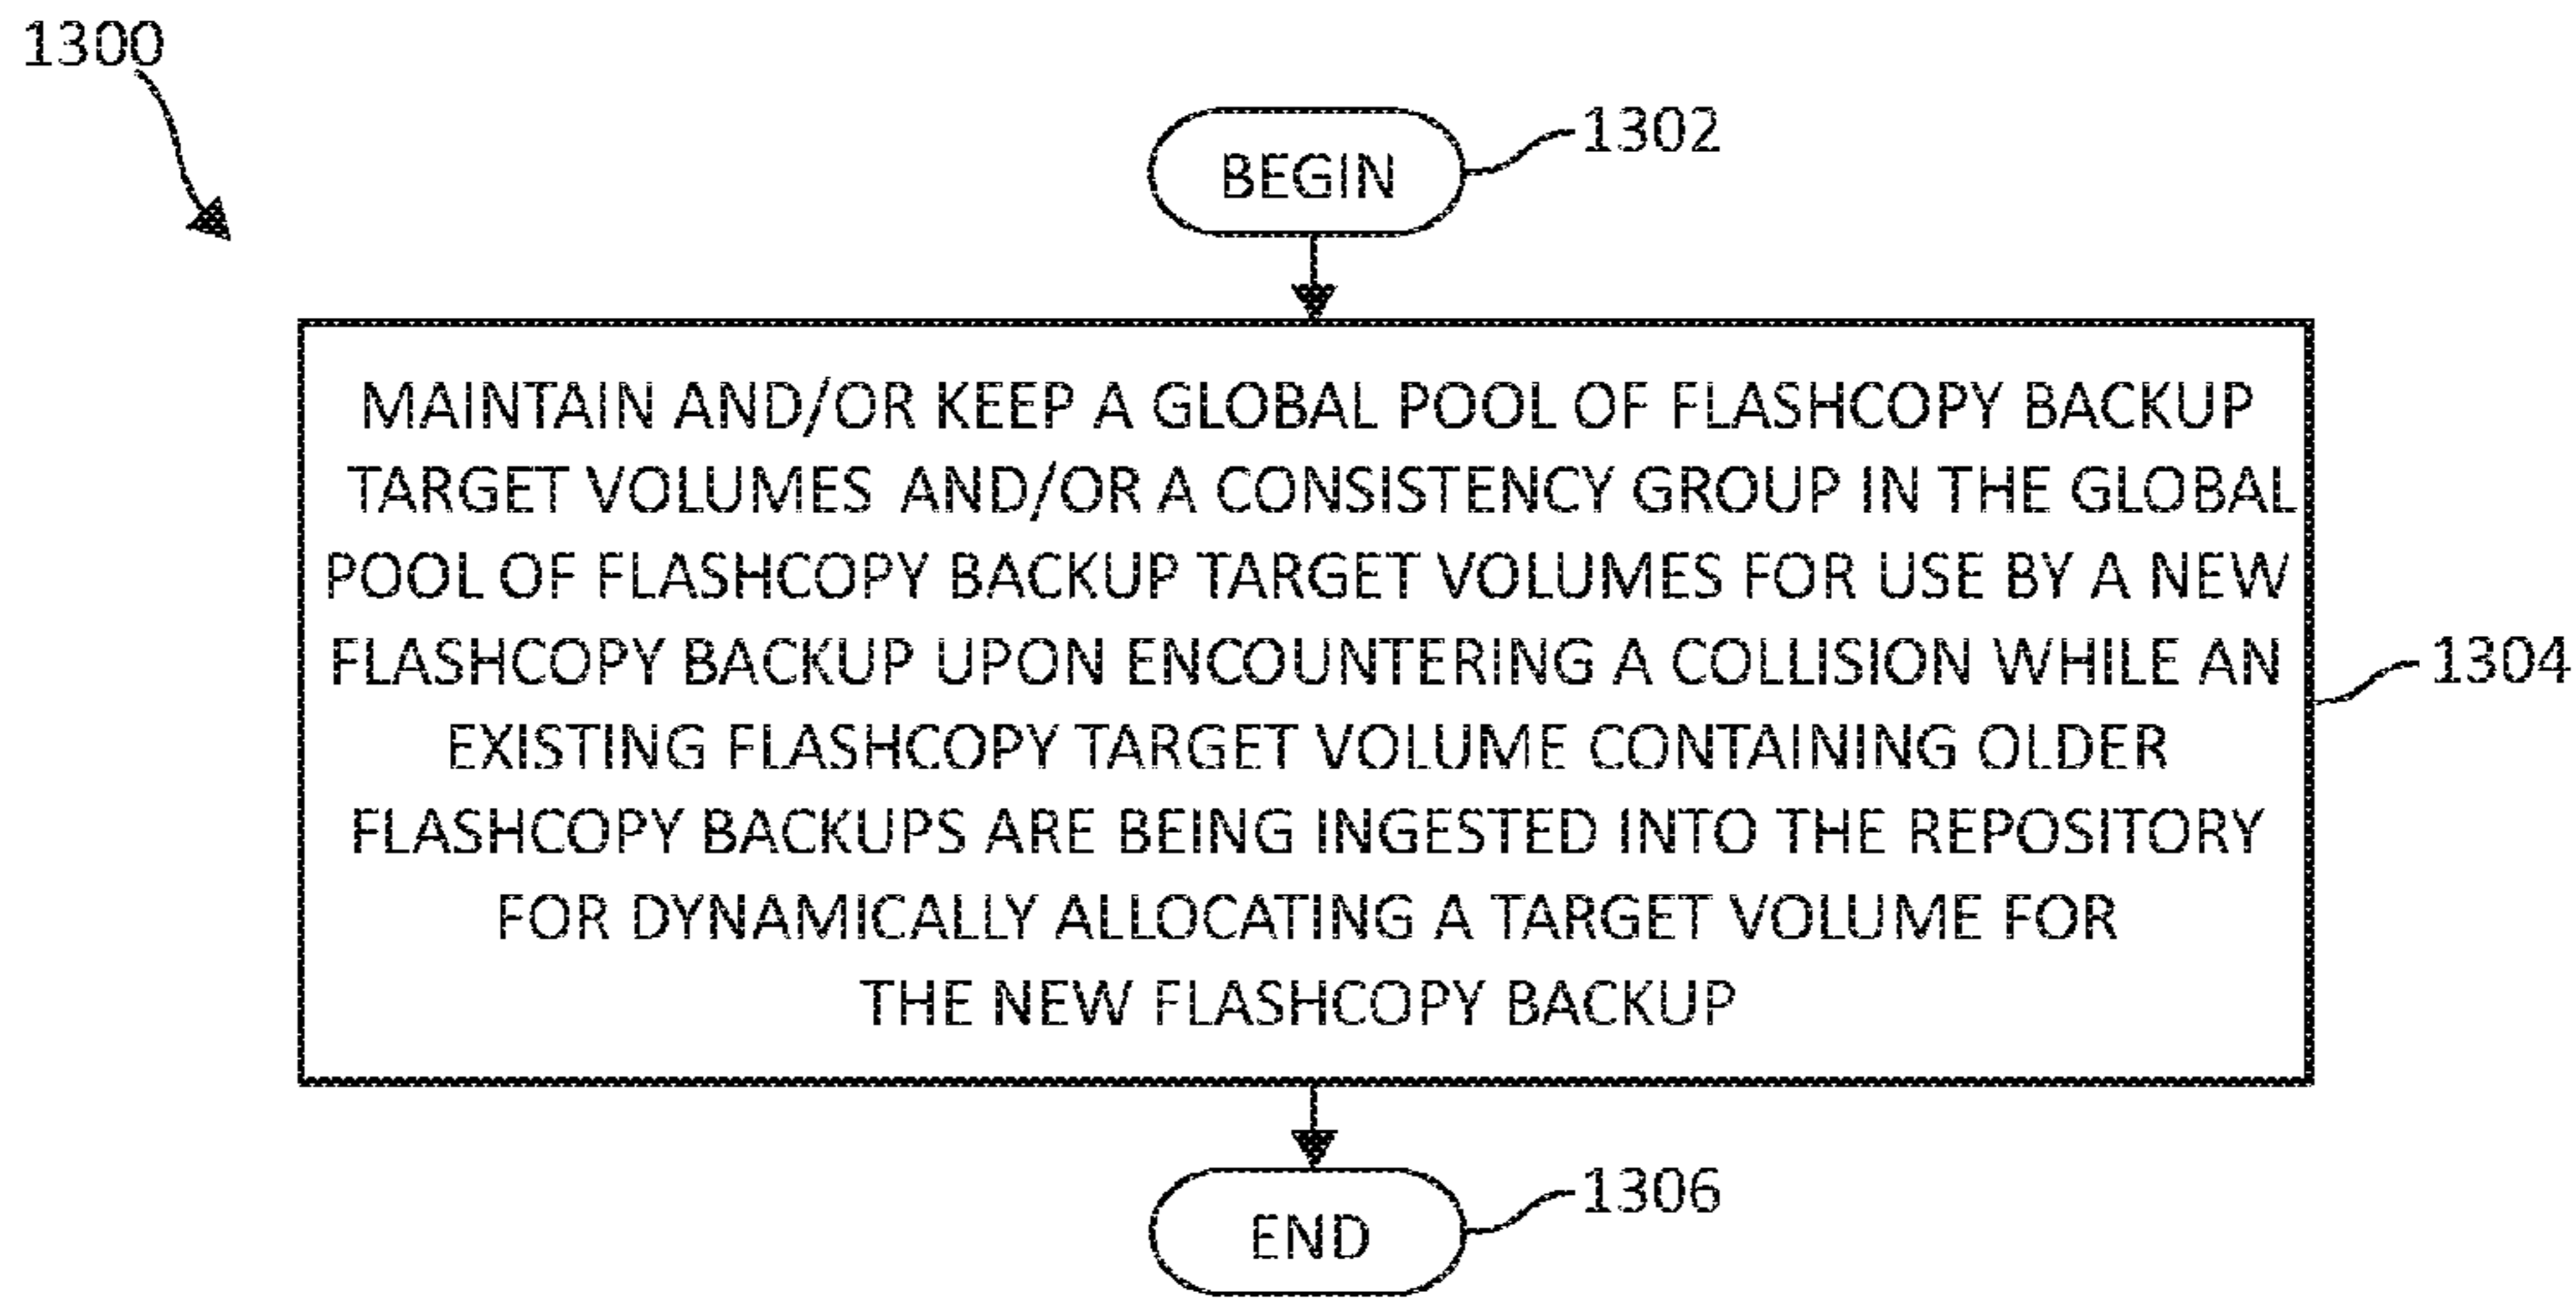 1300
BEGIN
1302
MAINTAIN AND/OR KEEP A GLOBAL POOL OF FLASHCOPY BACKUP
TARGET VOLUMES AND/OR A CONSISTENCY GROUP IN THE GLOBAL
POOL OF FLASHCOPY BACKUP TARGET VOLUMES FOR USE BY A NEW
FLASHCOPY BACKUP UPON ENCOUNTERING A COLLISION WHILE AN
EXISTING FLASHCOPY TARGET VOLUME CONTAINING OLDER
FLASHCOPY BACKUPS ARE BEING INGESTED INTO THE REPOSITORY
FOR DYNAMICALLY ALLOCATING A TARGET VOLUME FOR
THE NEW FLASHCOPY BACKUP
1304
END
1306